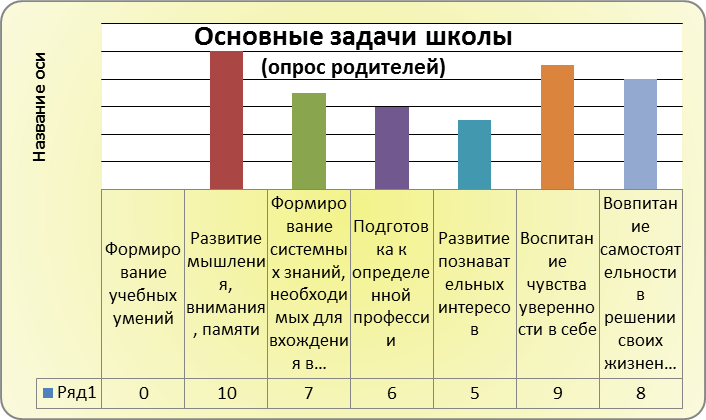 Основные задачи школы
(опрос родителей)
Название оси
Формиро
вание
учебных
умений
Развитие
мышлени
я,
внимания
, памяти
Формиро
вание
системны
х знаний,
необходи
мых для
вхождени
я в…
Подготов
ка к
определе
нной
професси
и
Развитие
познават
ельных
интересо
в
Воспитан
ие
чувства
уверенно
сти в себе
Вовпитан
ие
самостоят
ельности
в
решении
своих
жизнен…
Ряд1 0 10 7 6 5 9 8